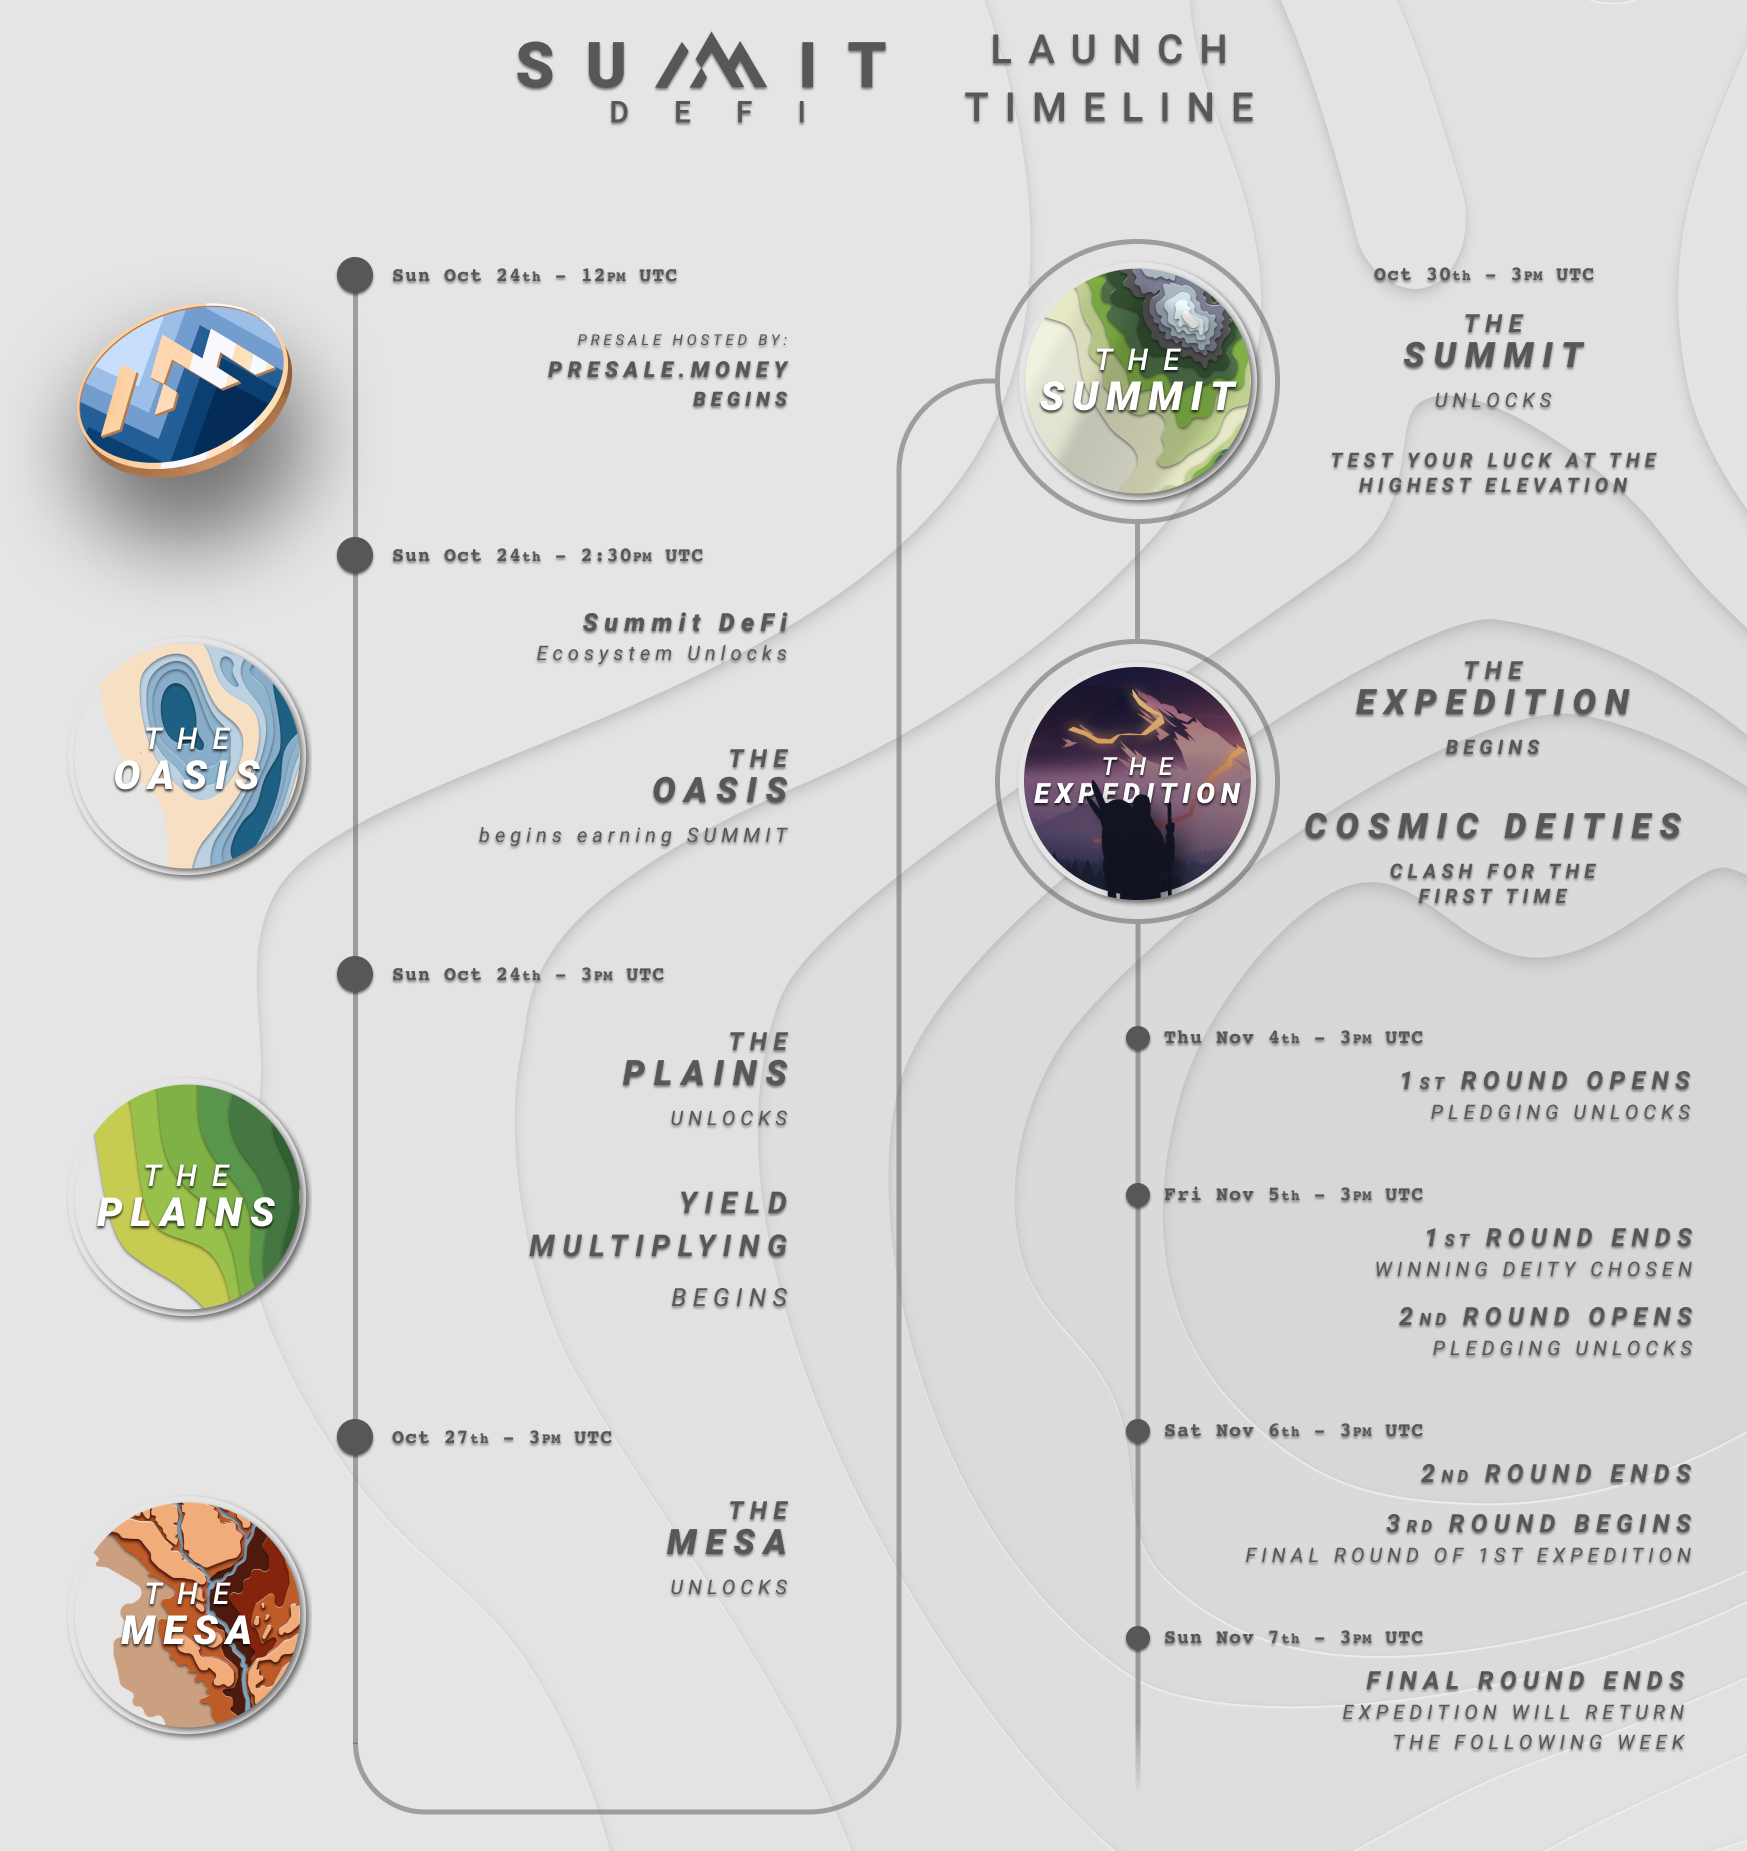 SUMMIT
DEFI
LAUNCH
TIMELINE
Sun Oct 24th - 12PM UTC
PRESALE HOSTED BY:
PRESALE.MONEY
BEGINS
Sun Oct 24th - 2:30PM UTC
Summit DeFi
Ecosystem Unlocks
THE
OASIS
THE
OASIS
begins earning SUMMIT
Sun Oct 24th - 3PM UTC
THE
PLAINS
UNLOCKS
THE
PLAINS
YIELD
MULTIPLYING
BEGINS
Oct 27th - 3PM UTC
THE
MESA
UNLOCKS
THE
MESA
THE
SUMMIT
Oct 30th - 3PM UTC
THE
SUMMIT
UNLOCKS
TEST YOUR LUCK AT THE
HIGHEST ELEVATION
THE
EXPEDITION
THE
EXPEDITION
BEGINS
COSMIC DEITIES
CLASH FOR THE
FIRST TIME
Thu Nov 4th - 3PM UTC
1ST ROUND OPENS
PLEDGING UNLOCKS
Fri Nov 5th - 3PM UTC
1ST ROUND ENDS
WINNING DEITY CHOSEN
2ND ROUND OPENS
PLEDGING UNLOCKS
Sat Nov 6th - 3PM UTC
2ND ROUND ENDS
3RD ROUND BEGINS
FINAL ROUND OF 1ST EXPEDITION
Sun Nov 7th - 3PM UTC
FINAL ROUND ENDS
EXPEDITION WILL RETURN
THE FOLLOWING WEEK